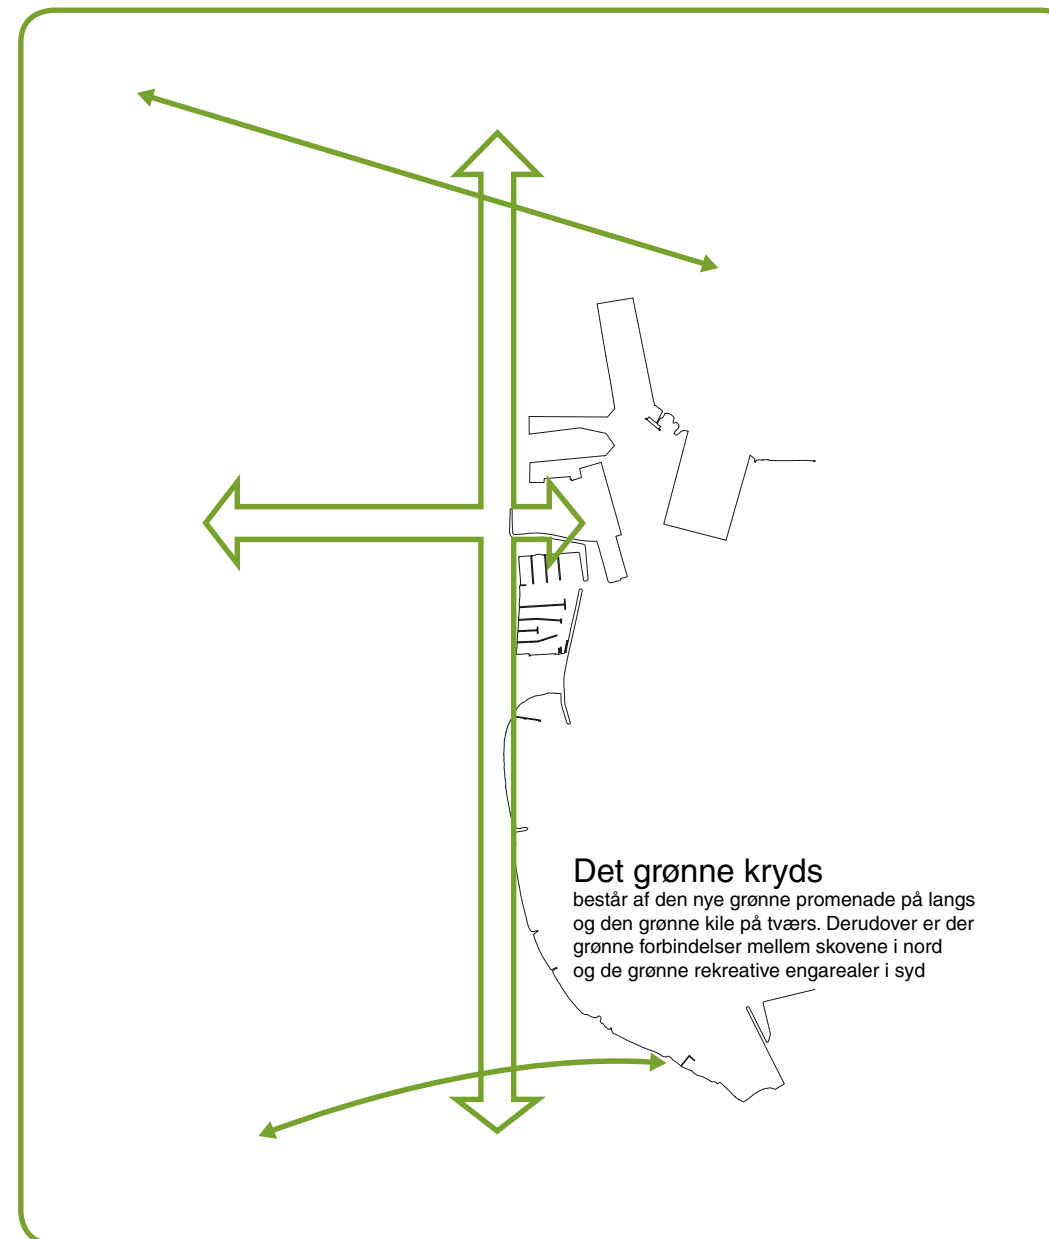 Det grønne kryds
består af den nye grønne promenade på langs
og den grønne kile på tværs. Derudover er der
grønne forbindelser mellem skovene i nord
og de grønne rekreative engarealer i syd